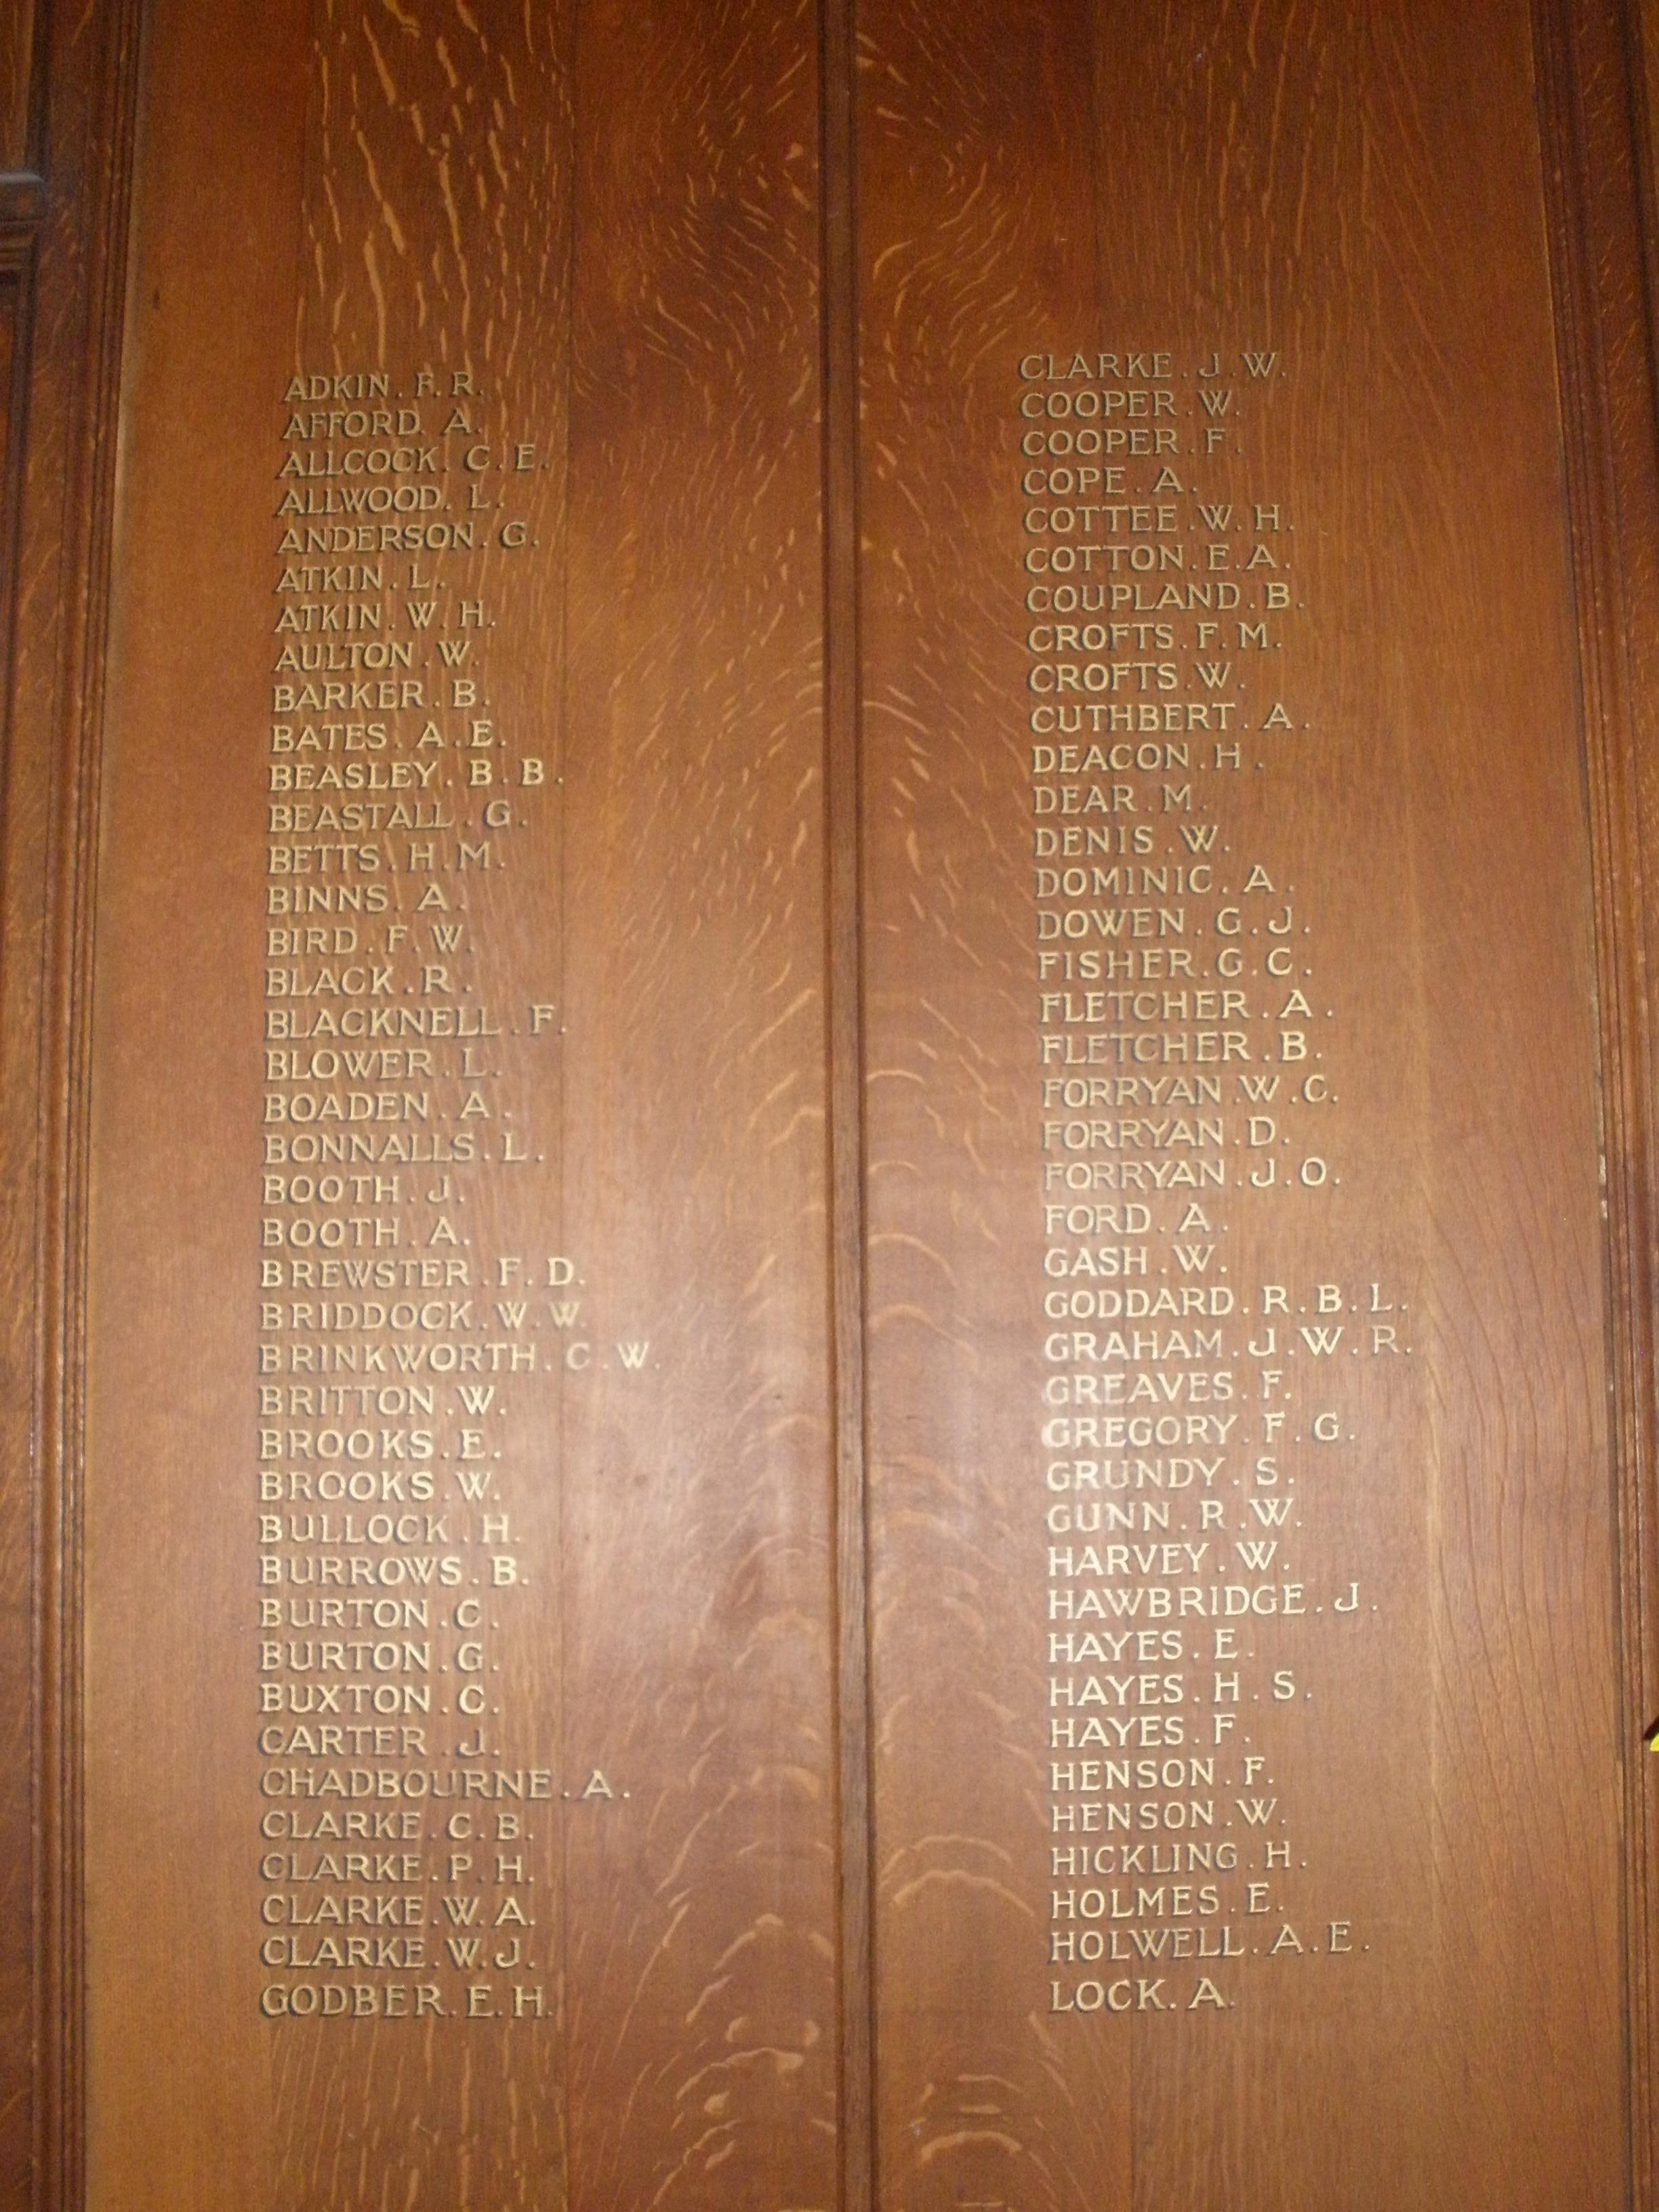 ADKIN. F. R.
AFFORD. A.
ALLCOCK. C. E.
ALLWOOD. L.
ANDERSON. G.
ATKIN. L.
ATKIN. W. H.
AULTON. W.
BARKER. B.
BATES. A. E.
BEASLEY. B. B.
BEASTALL. G.
BETTS. H. M.
BINNS. A.
BIRD. F. W.
BLACK. R.
BLACKNELL. F.
BLOWER. L.
BOADEN. A.
BONNALLS. L.
BOOTH. J.
BOOTH. A.
BREWSTER. F. D.
BRIDDOCK. W. W.
BRINKWORTH. C. W.
BRITTON. W.
BROOKS. E.
BROOKS. W.
BULLOCK. H.
BURROWS. B.
BURTON. C.
BURTON. G.
BUXTON. C.
CARTER. J.
CHADBOURNE. A.
CLARKE. C. B.
CLARKE. P. H.
CLARKE. W. A.
CLARKE. W. J.
GODBER. E. H.
CLARKE. J. W.
COOPER. W.
COOPER. F.
COPE. A.
COTTEE. W. H.
COTTON. E. A.
COUPLAND. B.
CROFTS. F. M.
CROFTS. W.
CUTHBERT. A.
DEACON. H.
DEAR. M.
DENIS. W.
DOMINIC. A.
DOWEN. G. J.
FISHER. G. C.
FLETCHER. A.
FLETCHER. B.
FORRYAN. W. C.
FORRYAN. D.
FORRYAN. J. O.
FORD. A.
GASH. W.
GODDARD. R. B. L.
GRAHAM. J. W. R.
GREAVES. F.
GREGORY. F. G.
GRUNDY. S.
GUNN. R. W.
HARVEY. W.
HAWBRIDGE. J.
HAYES. E.
HAYES. H. S.
HAYES. F.
HENSON. F.
HENSON. W.
HICKLING. H.
HOLMES. E.
HOLWELL. A. E.
LOCK. A.